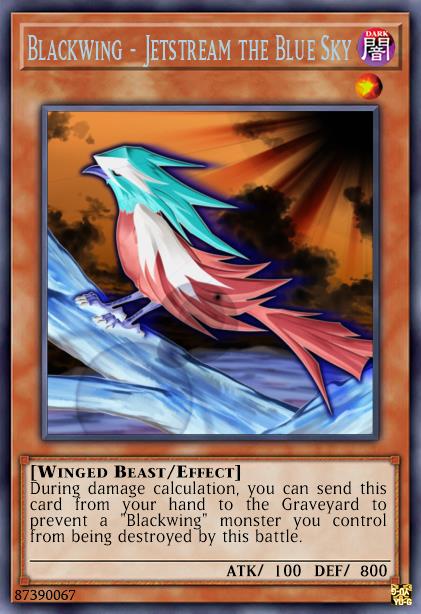 Blackwing - Jetstream the Blue Sky
DARK
闇
[Winged Beast/Effect]
During damage calculation, you can send this
card from your hand to the Graveyard to
prevent a "Blackwing" monster you control
from being destroyed by this battle.
ATK/ 100 DEF/ 800
87390067